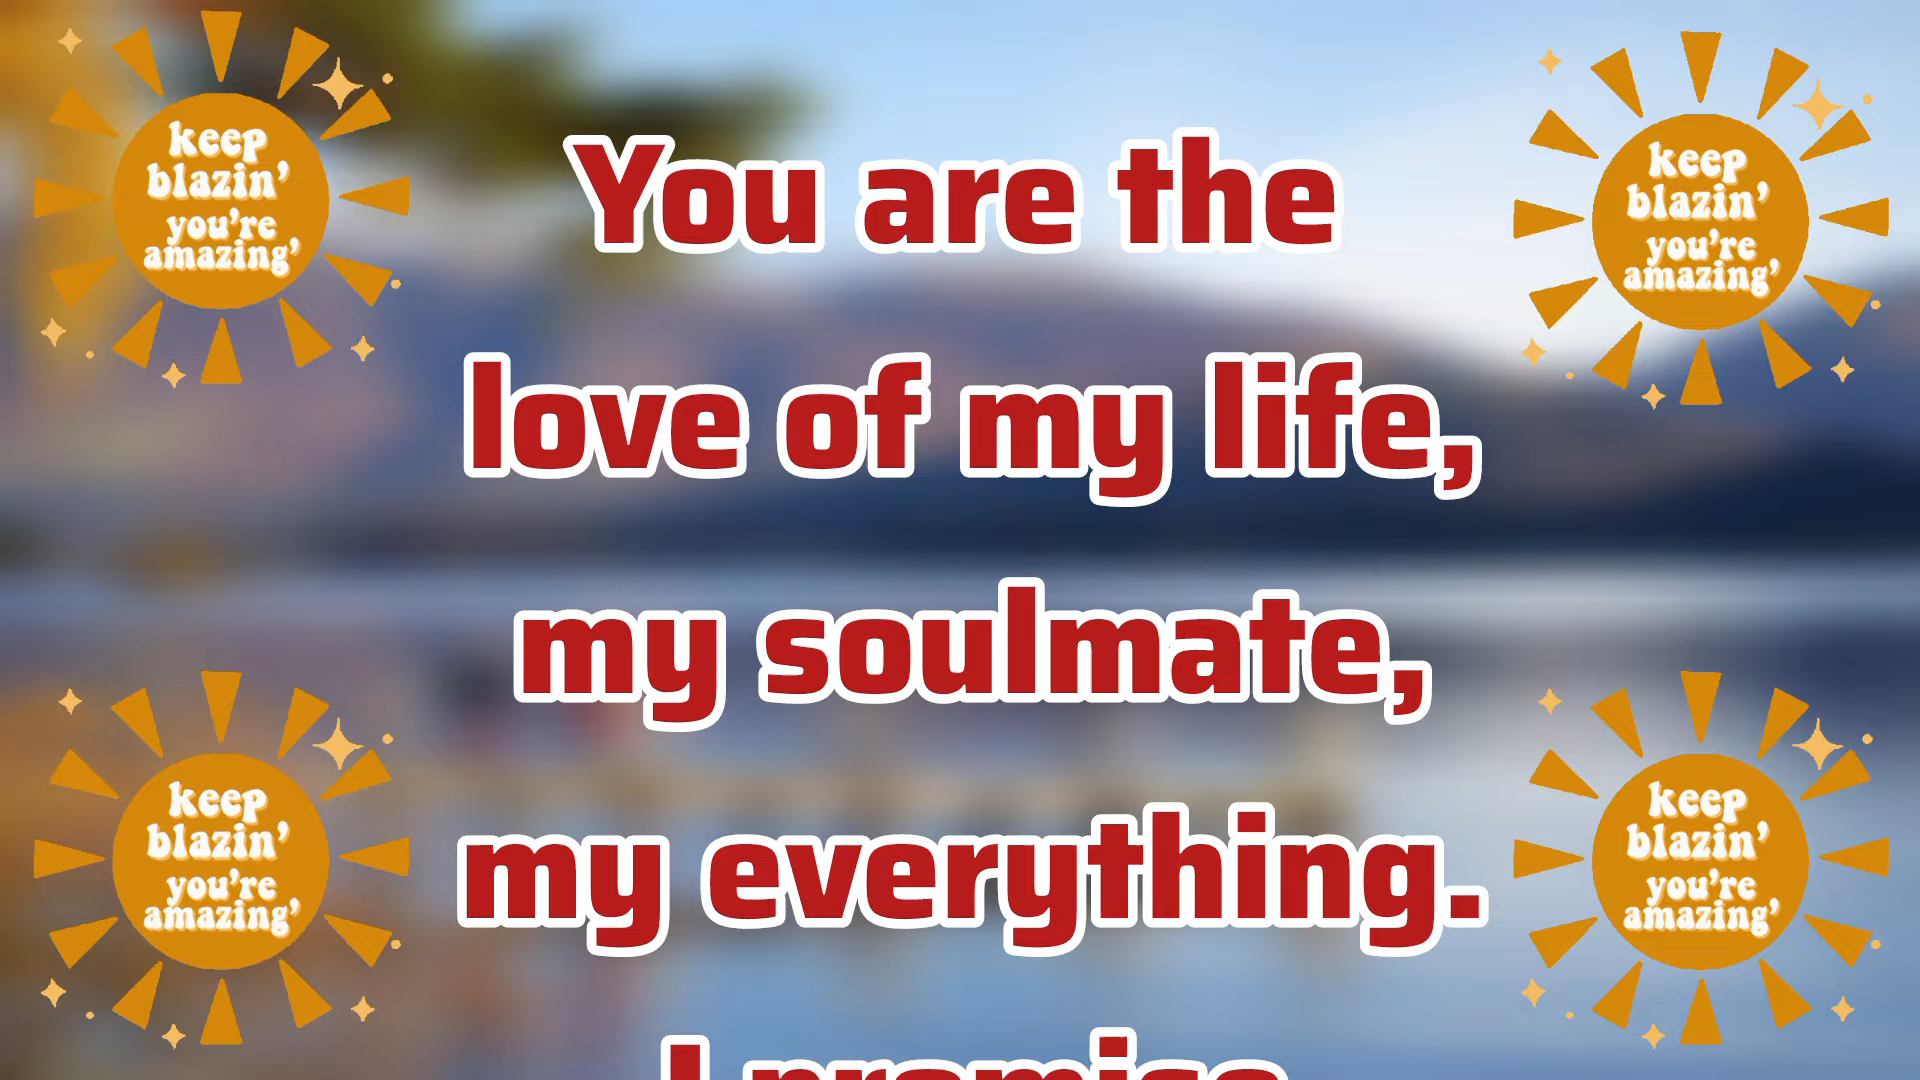 You are the
love of my life,
my soulmate,
my everything.
I promise
keep
blazin'
you're
amazing'
keep
blazin'
you're
amazing'
keep
blazin'
you're
amazing'
keep
blazin'
you're
amazing'